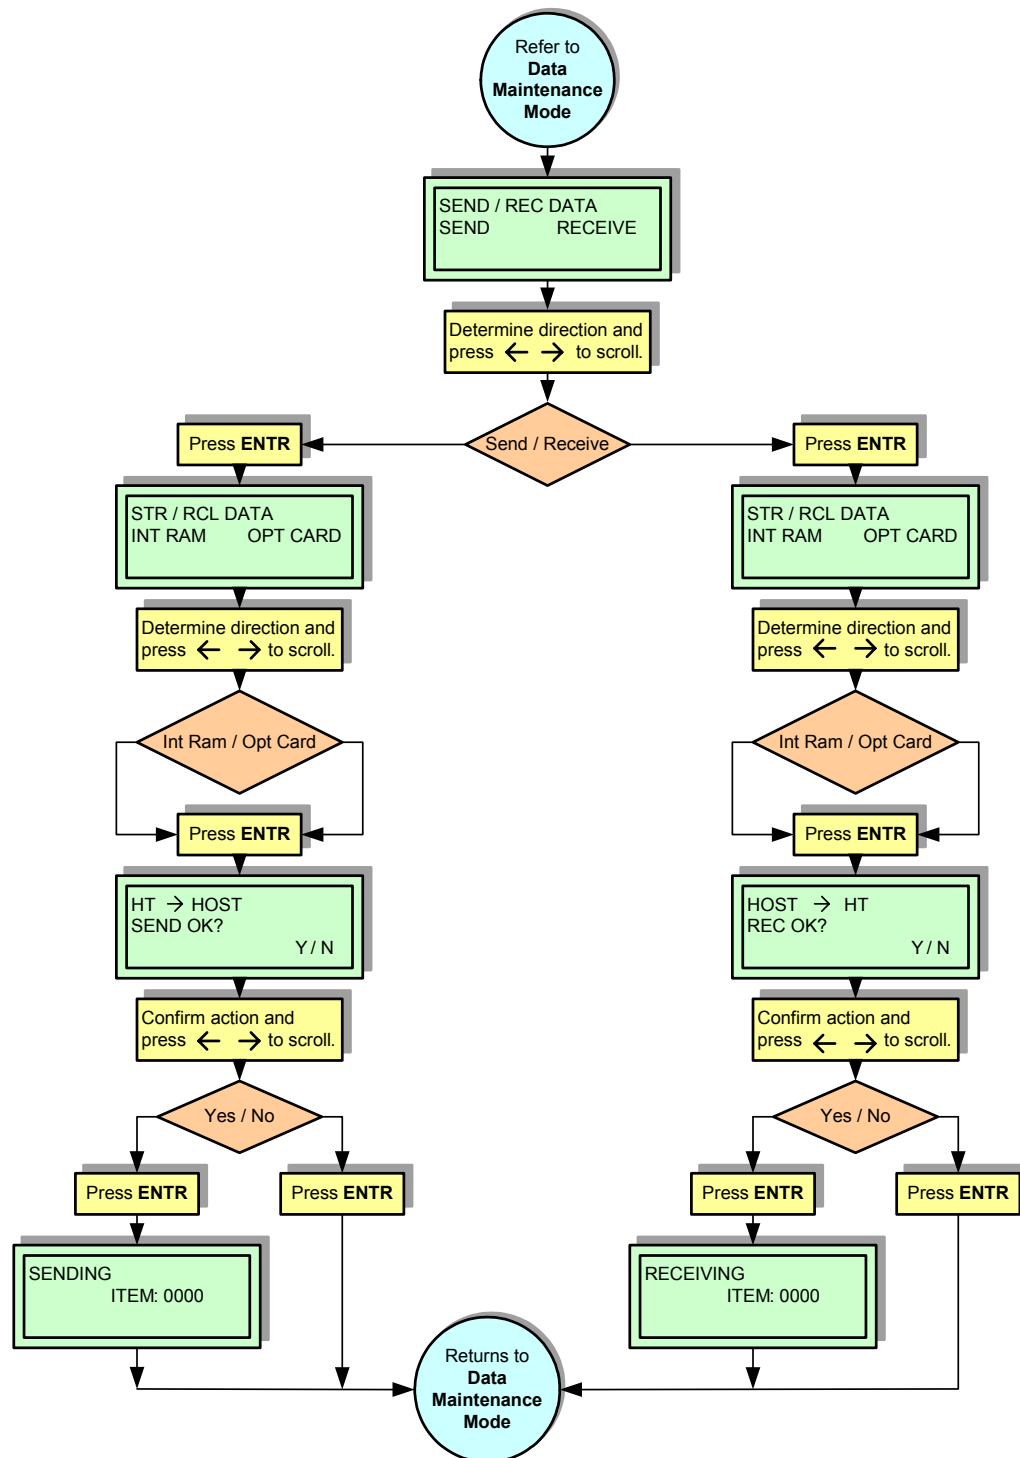 Refer to
Data
Maintenance
Mode
SEND / REC DATA
SEND RECEIVE
Determine direction and
press ← → to scroll.
Send / Receive
Press ENTR
Press ENTR
STR / RCL DATA
INT RAM OPT CARD
STR / RCL DATA
INT RAM OPT CARD
Determine direction and
press ← → to scroll.
Determine direction and
press ← → to scroll.
Int Ram / Opt Card
Int Ram / Opt Card
Press ENTR
Press ENTR
HT → HOST
SEND OK?
Y / N
HOST → HT
REC OK?
Y / N
Confirm action and
press ← → to scroll.
Confirm action and
press ← → to scroll.
Yes / No
Yes / No
Press ENTR
Press ENTR
Press ENTR
Press ENTR
SENDING
ITEM: 0000
RECEIVING
ITEM: 0000
Returns to
Data
Maintenance
Mode